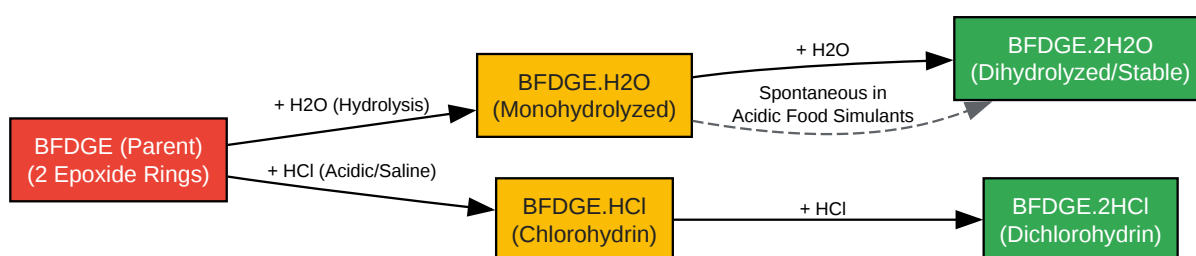 BFDGE (Parent)
(2 Epoxide Rings)
+ H2O (Hydrolysis)
+ HCl (Acidic/Saline)
BFDGE.H2O
(Monohydrolyzed)
BFDGE.HCl
(Chlorohydrin)
+ H2O
Spontaneous in
Acidic Food Simulants
+ HCl
BFDGE.2H2O
(Dihydrolyzed/Stable)
BFDGE.2HCl
(Dichlorohydrin)